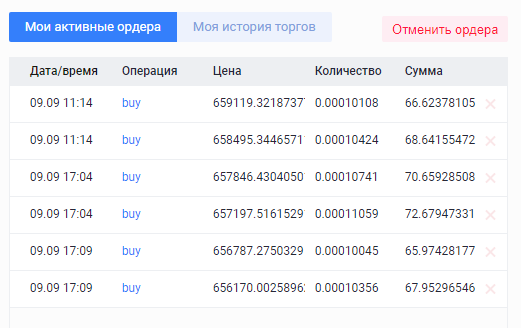 Мои активные ордера Моя история торгов Отменить ордера
Дата/время Операция Цена Количество Сумма
09.09 11:14 buy 659119.3218737 0.00010108 66.62378105 ×
09.09 11:14 buy 658495.3446571 0.00010424 68.64155472 ×
09.09 17:04 buy 657846.4304050 0.00010741 70.65928508 ×
09.09 17:04 buy 657197.5161529 0.00011059 72.67947331 ×
09.09 17:09 buy 656787.2750329 0.00010045 65.97428177 ×
09.09 17:09 buy 656170.0025896 0.00010356 67.95296546 ×